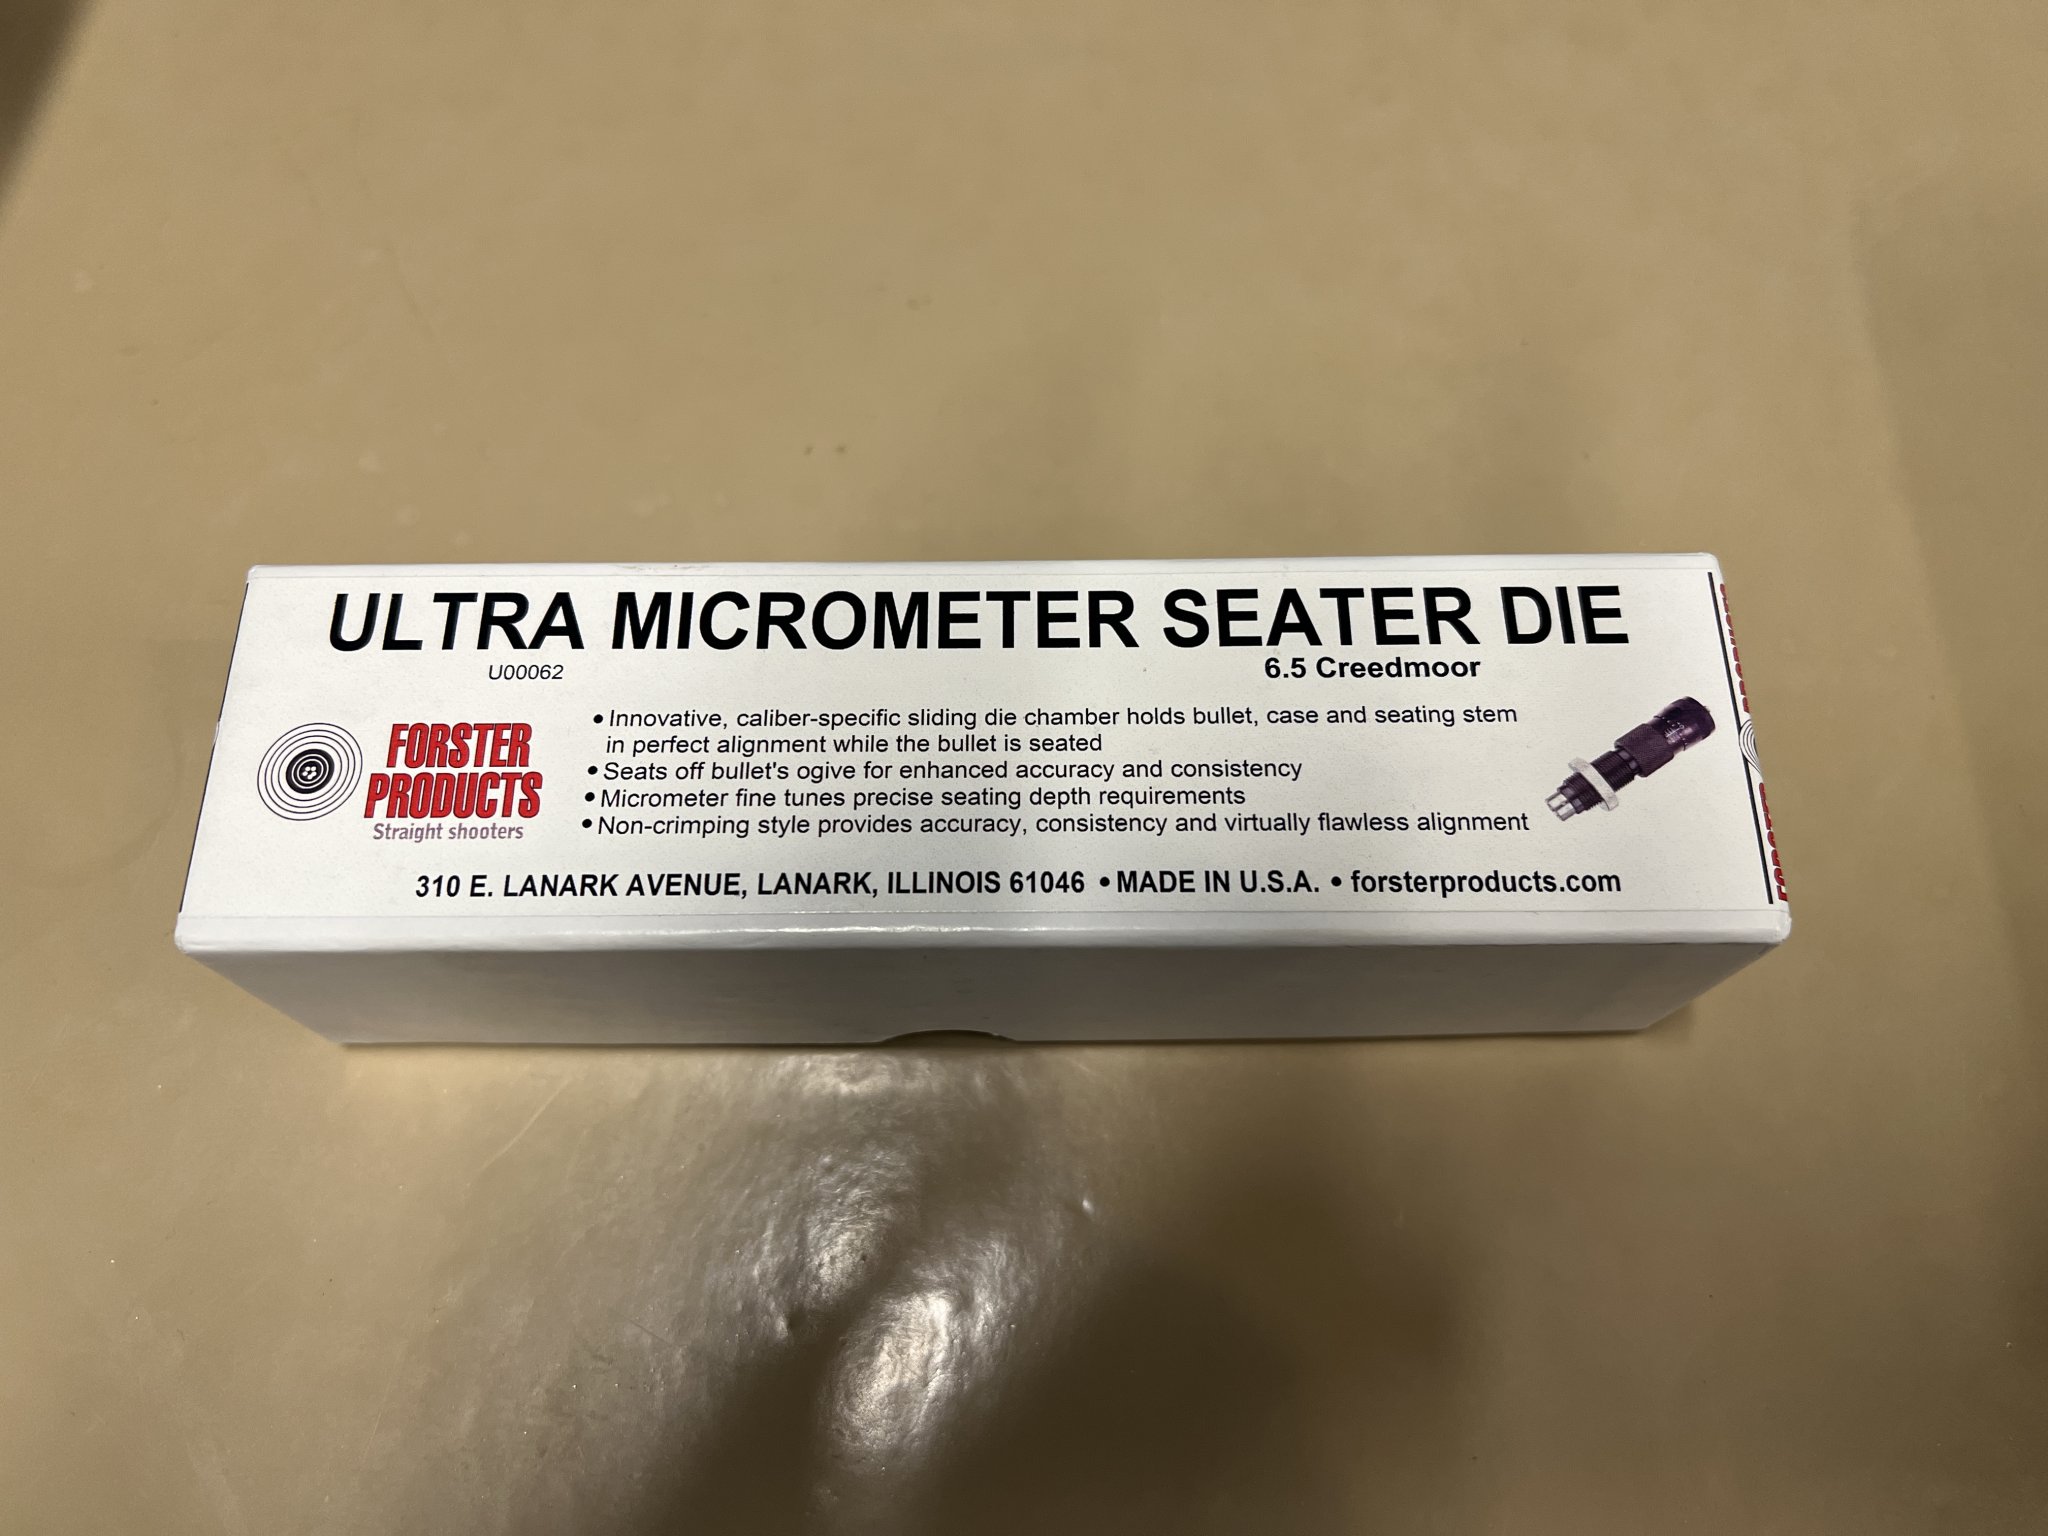 ULTRA MICROMETER SEATER DIE
U00062
6.5 Creedmoor
FORSTER
PRODUCTS
Straight shooters
• Innovative, caliber-specific sliding die chamber holds bullet, case and seating stem
in perfect alignment while the bullet is seated
• Seats off bullet's ogive for enhanced accuracy and consistency
• Micrometer fine tunes precise seating depth requirements
• Non-crimping style provides accuracy, consistency and virtually flawless alignment
310 E. LANARK AVENUE, LANARK, ILLINOIS 61046 • MADE IN U.S.A. • forsterproducts.com
FORSTER
PRODUCTS